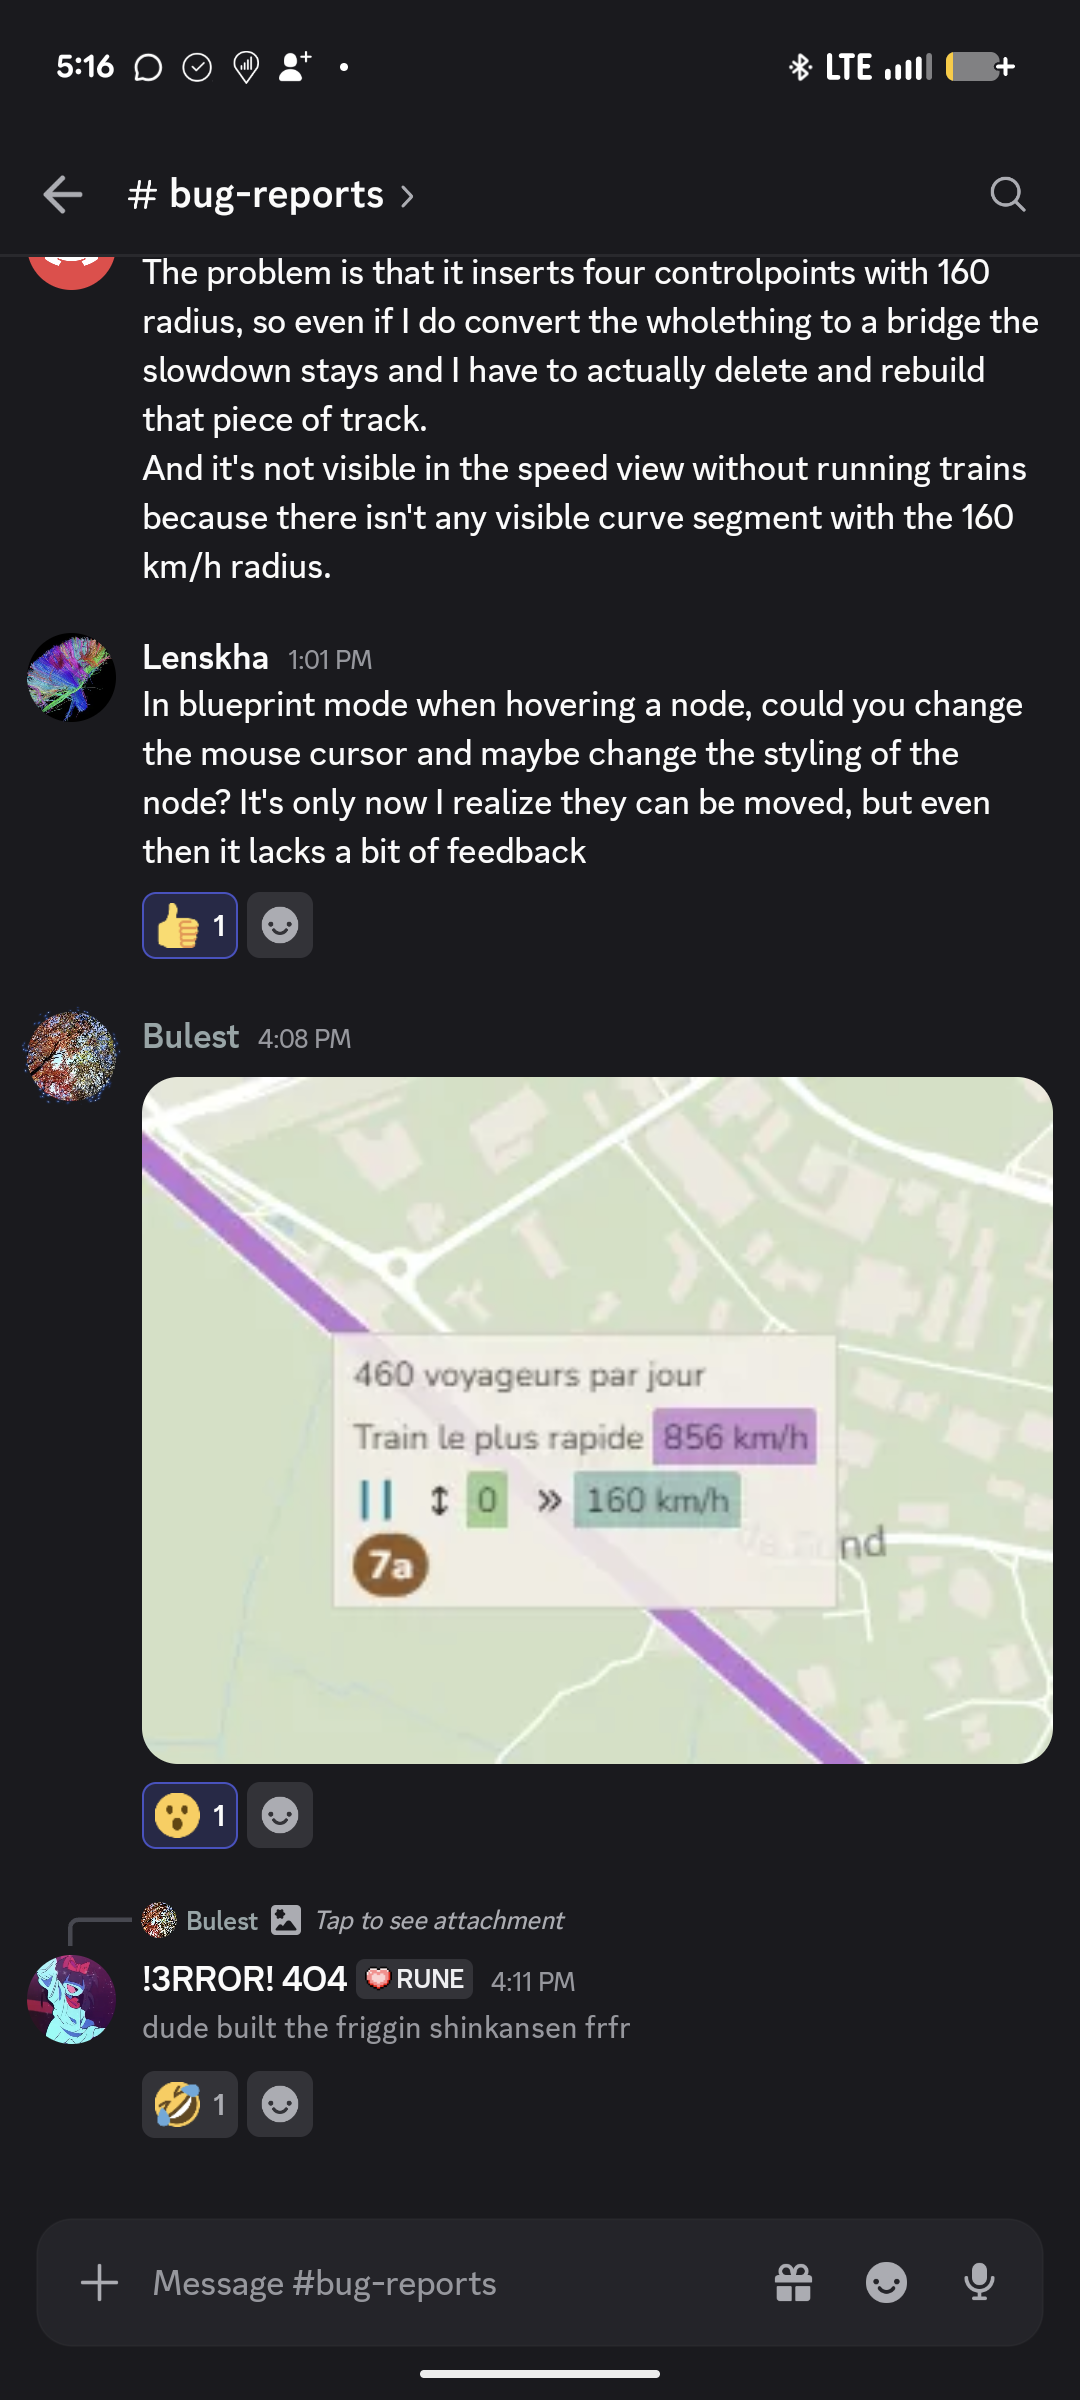 5:16
LTE
# bug-reports
The problem is that it inserts four controlpoints with 160
radius, so even if I do convert the wholething to a bridge the
slowdown stays and I have to actually delete and rebuild
that piece of track.
And it's not visible in the speed view without running trains
because there isn't any visible curve segment with the 160
km/h radius.
Lenskha 1:01 PM
In blueprint mode when hovering a node, could you change
the mouse cursor and maybe change the styling of the
node? It's only now I realize they can be moved, but even
then it lacks a bit of feedback
1
Bulest 4:08 PM
460 voyageurs par jour
Train le plus rapide 856 km/h
0 » 160 km/h
7a
1
Bulest Tap to see attachment
!3RROR! 404 RUNE 4:11 PM
dude built the friggin shinkansen frfr
1
Message #bug-reports